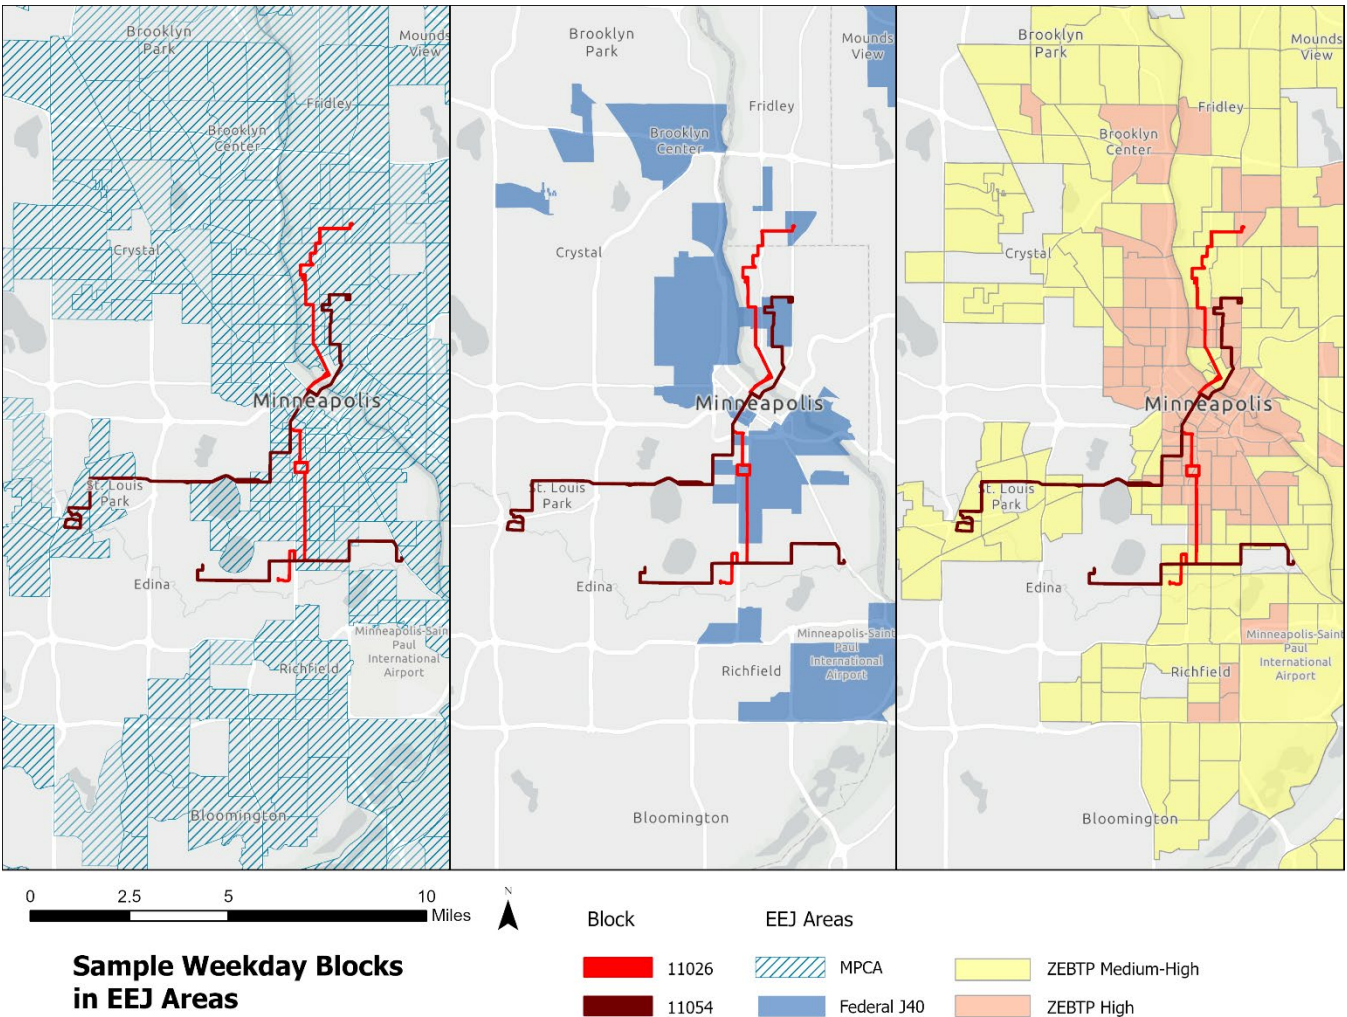 Brooklyn
Park
Mounds
View
Fridley
Brooklyn
Center
Crystal
Minneapolis
St. Louis
Park
Edina
Minneapolis-Sain
Paul
International
Airport
Richfield
Bloomington
Brooklyn
Park
Mounds
View
Fridley
Brooklyn
Center
Crystal
Minneapolis
St. Louis
Park
Edina
Minneapolis-Saint
Paul
International
Airport
Richfield
Bloomington
Brooklyn
Park
Mounds
View
Fridley
Brooklyn
Center
Crystal
Minneapolis
St. Louis
Park
Edina
Minneapolis-Saint
Paul
International
Airport
Richfield
Bloomington
0 2.5 5 10
Miles
N
Sample Weekday Blocks
in EEJ Areas
Block
11026
11054
EEJ Areas
MPCA
Federal J40
ZEBTP Medium-High
ZEBTP High